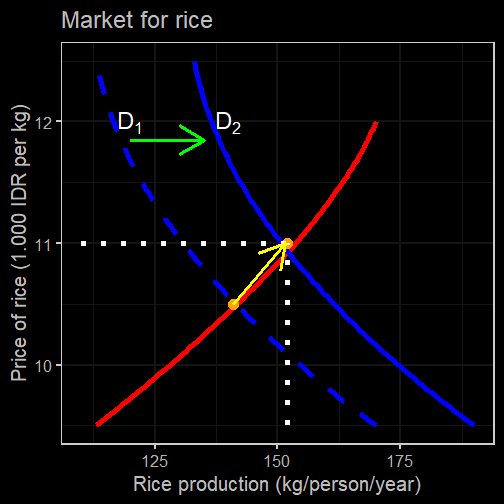 Market for rice
Price of rice (1.000 IDR per kg)
12
11
10
D1
D2
125
150
175
Rice production (kg/person/year)